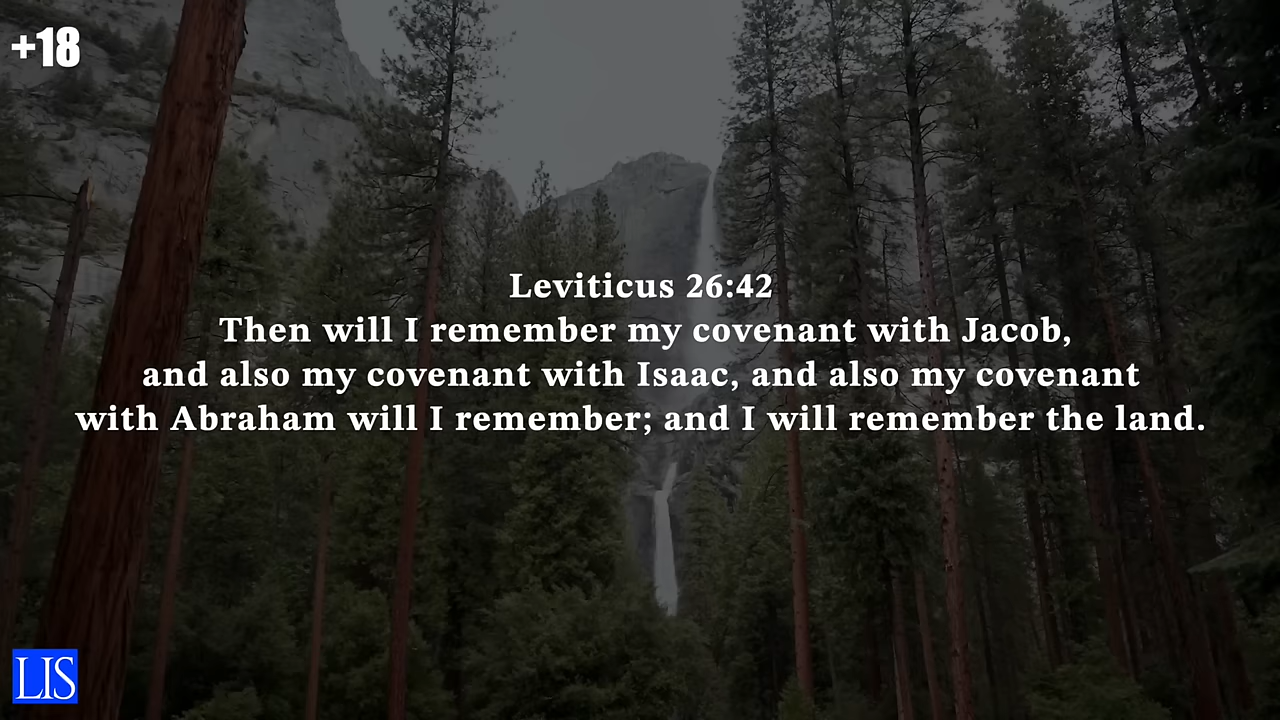 +18
Leviticus 26:42
Then will I remember my covenant with Jacob,
and also my covenant with Isaac, and also my covenant
with Abraham will I remember; and I will remember the land.
LIS